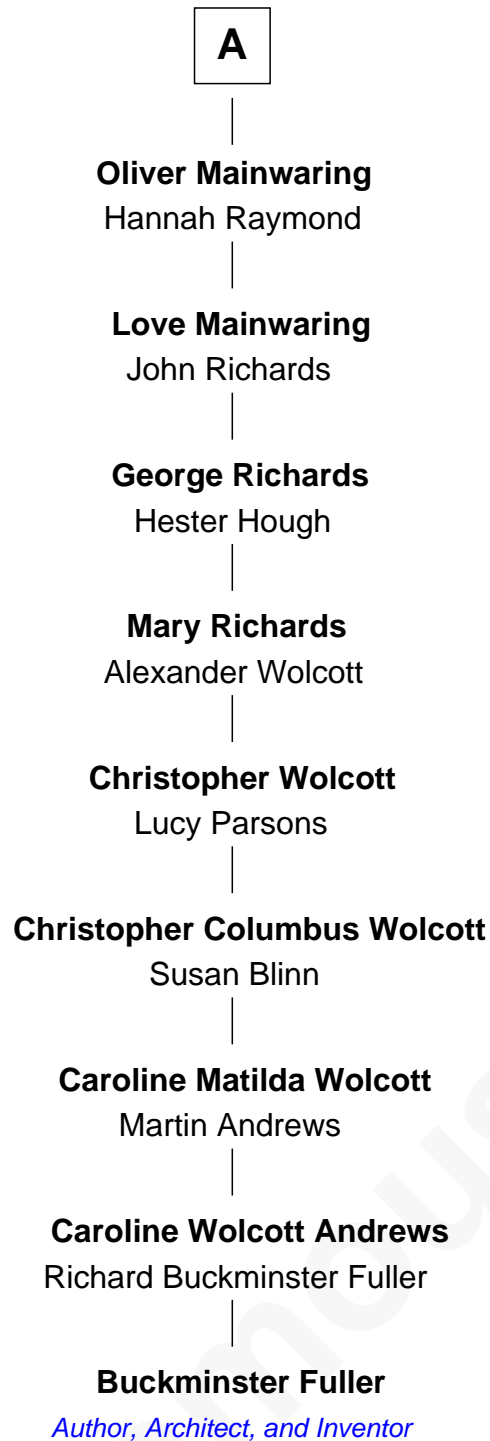 A
Oliver Mainwaring
Hannah Raymond
Love Mainwaring
John Richards
George Richards
Hester Hough
Mary Richards
Alexander Wolcott
Christopher Wolcott
Lucy Parsons
Christopher Columbus Wolcott
Susan Blinn
Caroline Matilda Wolcott
Martin Andrews
Caroline Wolcott Andrews
Richard Buckminster Fuller
Buckminster Fuller
Author, Architect, and Inventor